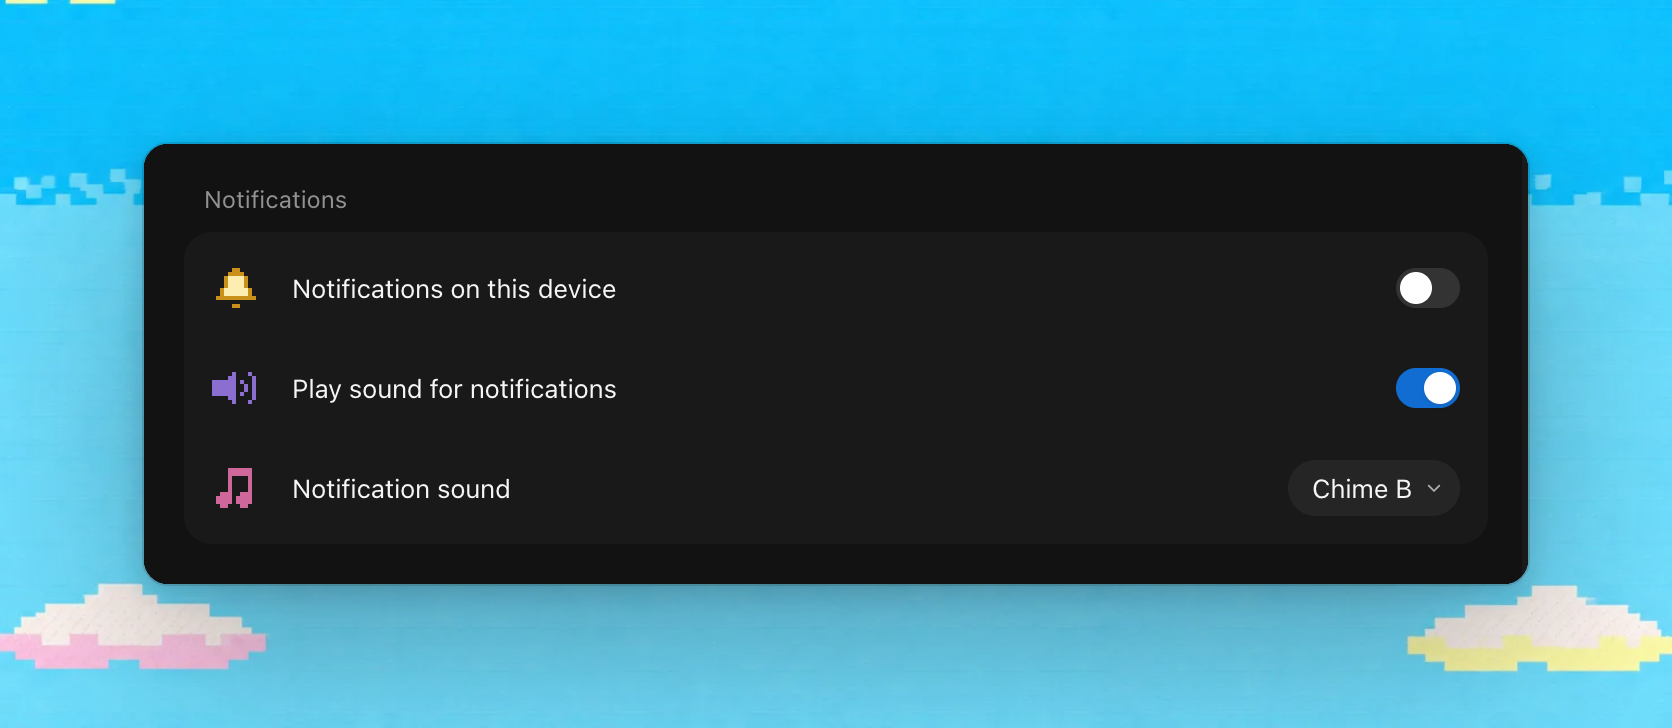 Notifications
Notifications on this device
Play sound for notifications
Notification sound
Chime B